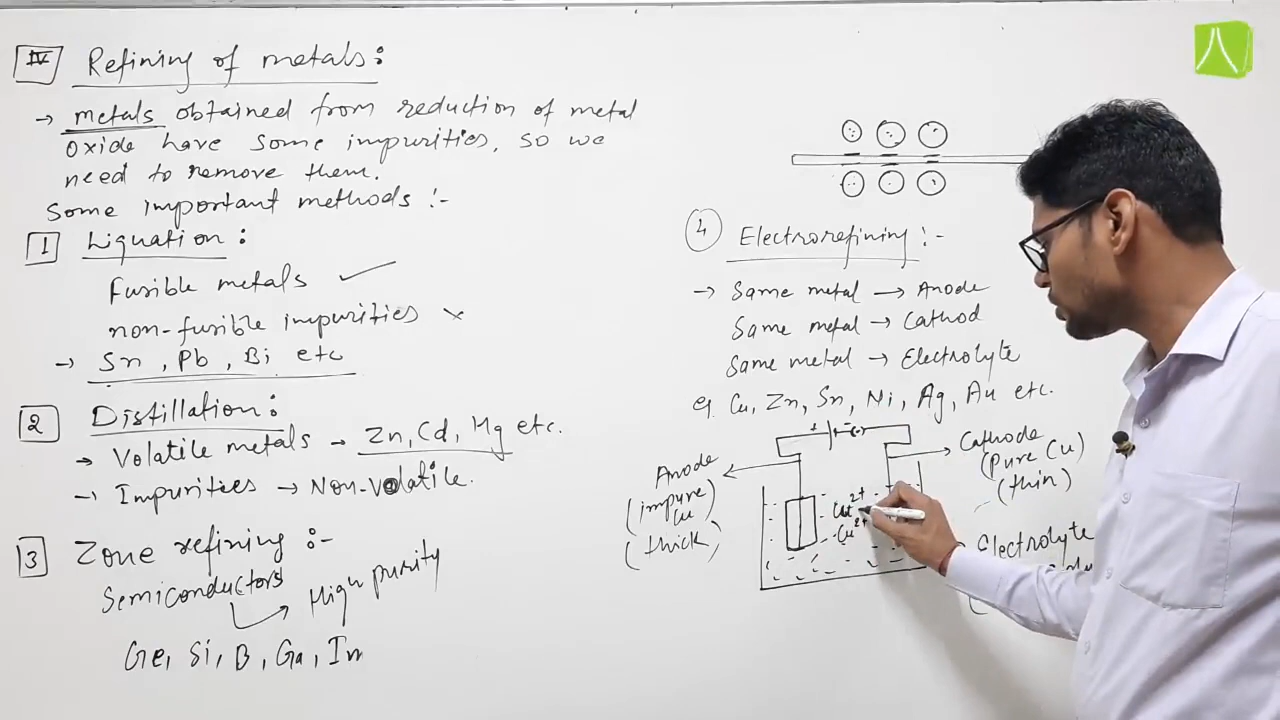 IV Refining of metals:
→ metals obtained from reduction of metal
oxide have some impurities, so we
need to remove them.
Some important methods :-
1 Liquation :
Fusible metals ✓
non-fusible impurities ×
→ Sn, Pb, Bi etc
2 Distillation:
→ Volatile metals → Zn, Cd, Hg etc.
→ Impurities → Non-Volatile.
3 Zone refining :-
Semiconductors
High purity
Ge, Si, B, Ga, In
4 Electrorefining :-
→ Same metal → Anode
Same metal → Cathod
Same metal → Electrolyte
eg. Cu, Zn, Sn, Ni, Ag, Au etc.
+ (-)
Anode
(impure
Cu)
(thick)
Cathode
(pure Cu)
(thin)
Cu2+
Cu2+
Electrolyte